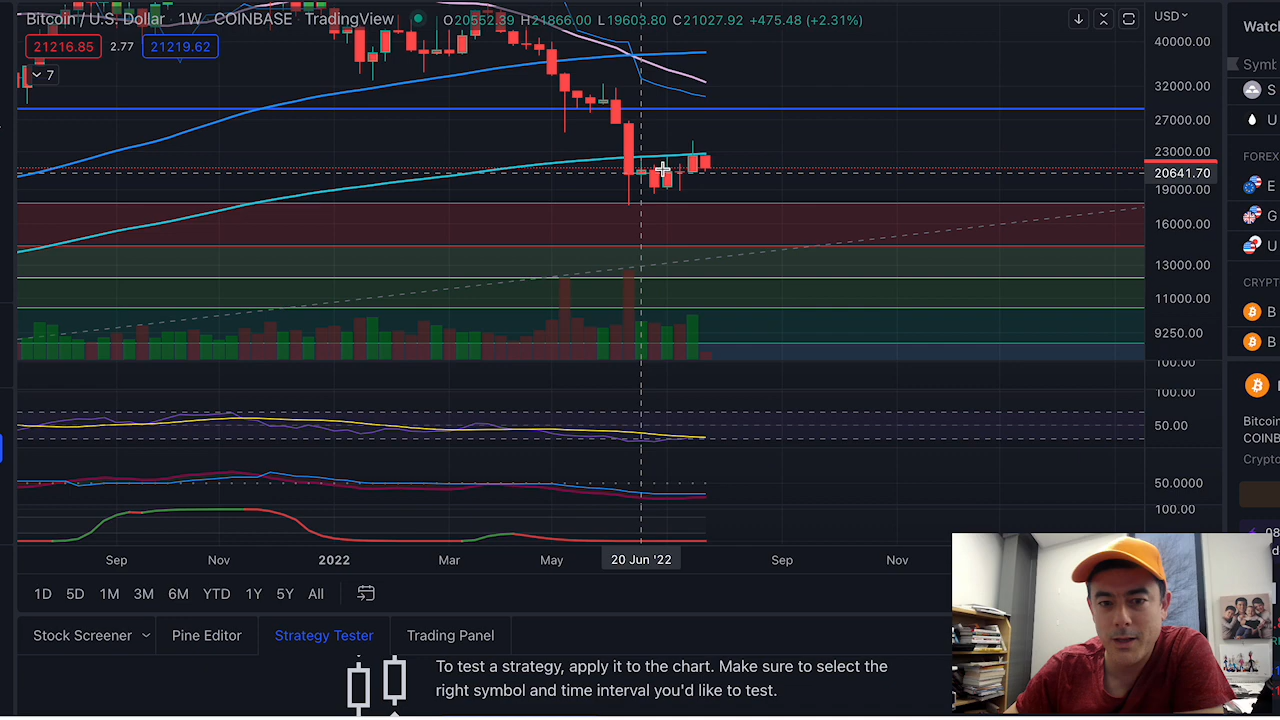 Bitcoin / U.S. Dollar 1W COINBASE TradingView O20552.39 H21866.00 L19603.80 C21027.92 +475.48 (+2.31%)
21216.85 2.77 21219.62
7
USD
40000.00
32000.00
27000.00
23000.00
20641.70
19000.00
16000.00
13000.00
11000.00
9250.00
100.00
100.00
50.00
50.0000
100.00
Sep Nov 2022 Mar May 20 Jun '22 Sep Nov
1D 5D 1M 3M 6M YTD 1Y 5Y All
Stock Screener Pine Editor Strategy Tester Trading Panel
To test a strategy, apply it to the chart. Make sure to select the
right symbol and time interval you'd like to test.
Watc
Symb
S
U
FOREX
E
G
U
CRYPT
B
B
Bitcoin
COINB
Crypto